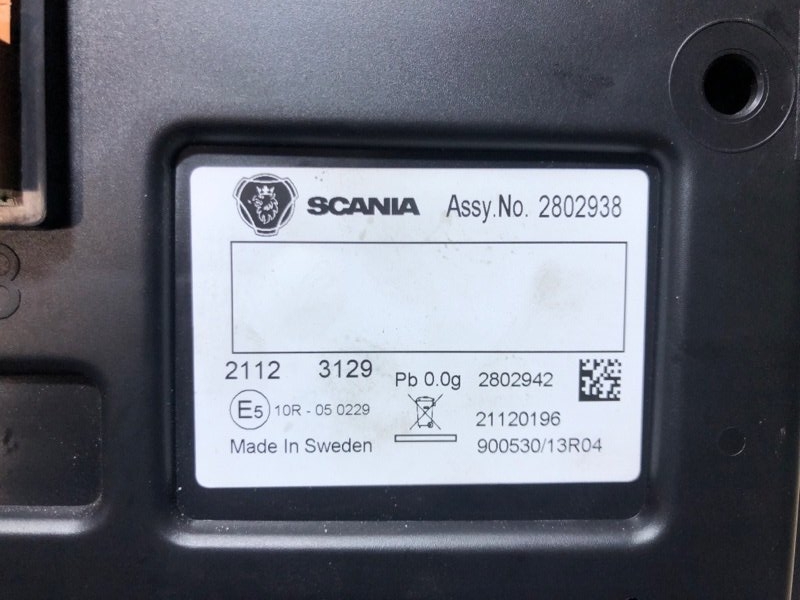 SCANIA Assy.No. 2802938
2112 3129 Pb 0.0g 2802942
E5 10R - 05 0229 21120196
Made In Sweden 900530/13R04